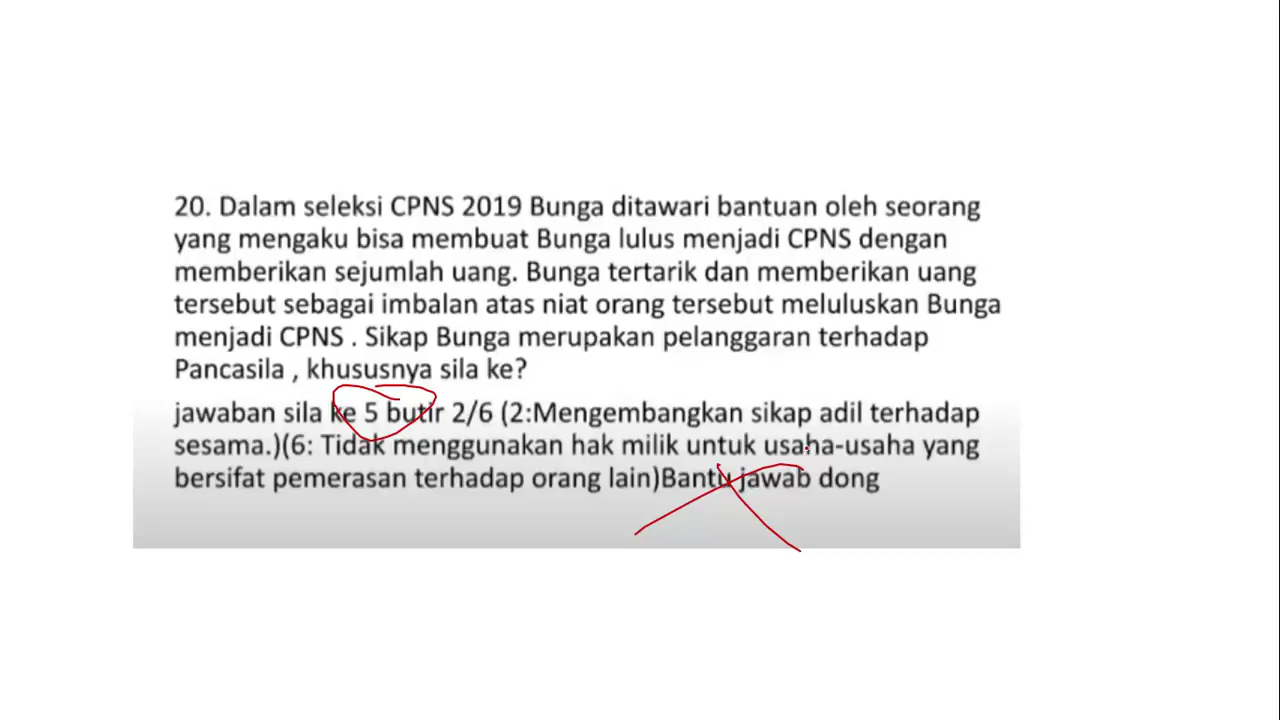 20. Dalam seleksi CPNS 2019 Bunga ditawari bantuan oleh seorang
yang mengaku bisa membuat Bunga lulus menjadi CPNS dengan
memberikan sejumlah uang. Bunga tertarik dan memberikan uang
tersebut sebagai imbalan atas niat orang tersebut meluluskan Bunga
menjadi CPNS . Sikap Bunga merupakan pelanggaran terhadap
Pancasila , khususnya sila ke?
jawaban sila ke 5 butir 2/6 (2:Mengembangkan sikap adil terhadap
sesama.)(6: Tidak menggunakan hak milik untuk usaha-usaha yang
bersifat pemerasan terhadap orang lain)Bantu jawab dong